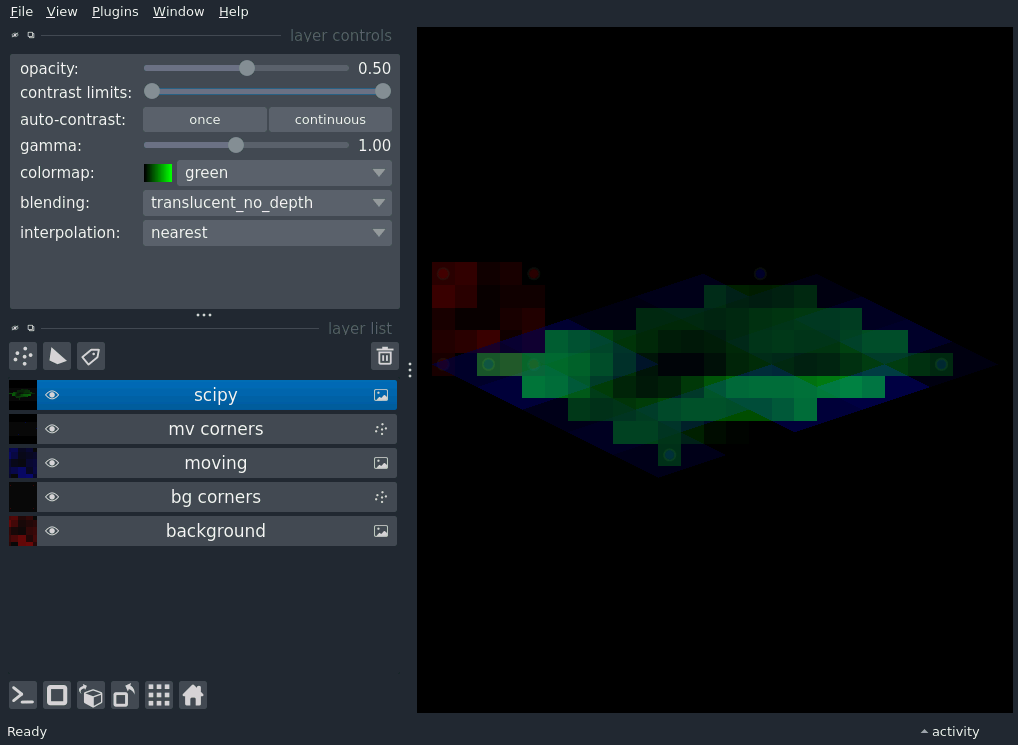 File View Plugins Window Help
layer controls
opacity: 0.50
contrast limits:
auto-contrast: once continuous
gamma: 1.00
colormap: green
blending: translucent_no_depth
interpolation: nearest
layer list
scipy
mv corners
moving
bg corners
background
Ready activity